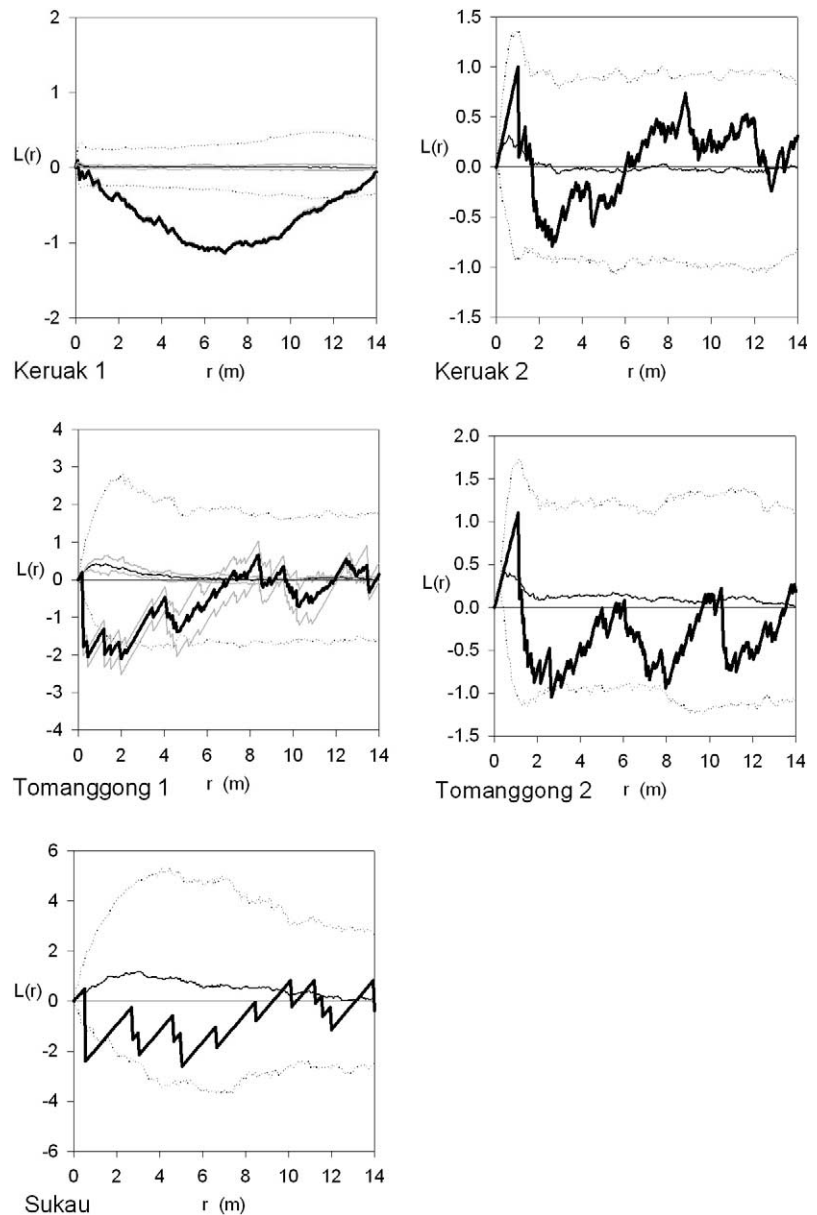 2
1
L(r) 0
-1
-2
0 2 4 6 8 10 12 14
Keruak 1 r (m)
1.5
1.0
0.5
L(r) 0.0
-0.5
-1.0
-1.5
0 2 4 6 8 10 12 14
Keruak 2 r (m)
4
3
2
1
L(r) 0
-1
-2
-3
-4
0 2 4 6 8 10 12 14
Tomanggong 1 r (m)
2.0
1.5
1.0
0.5
L(r)
0.0
-0.5
-1.0
-1.5
0 2 4 6 8 10 12 14
Tomanggong 2 r (m)
6
4
2
L(r) 0
-2
-4
-6
0 2 4 6 8 10 12 14
Sukau r (m)